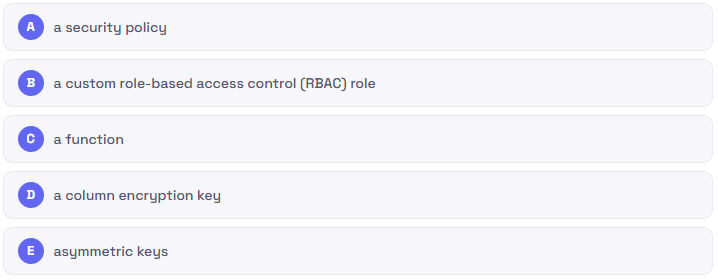 A a security policy
B a custom role-based access control (RBAC) role
C a function
D a column encryption key
E asymmetric keys